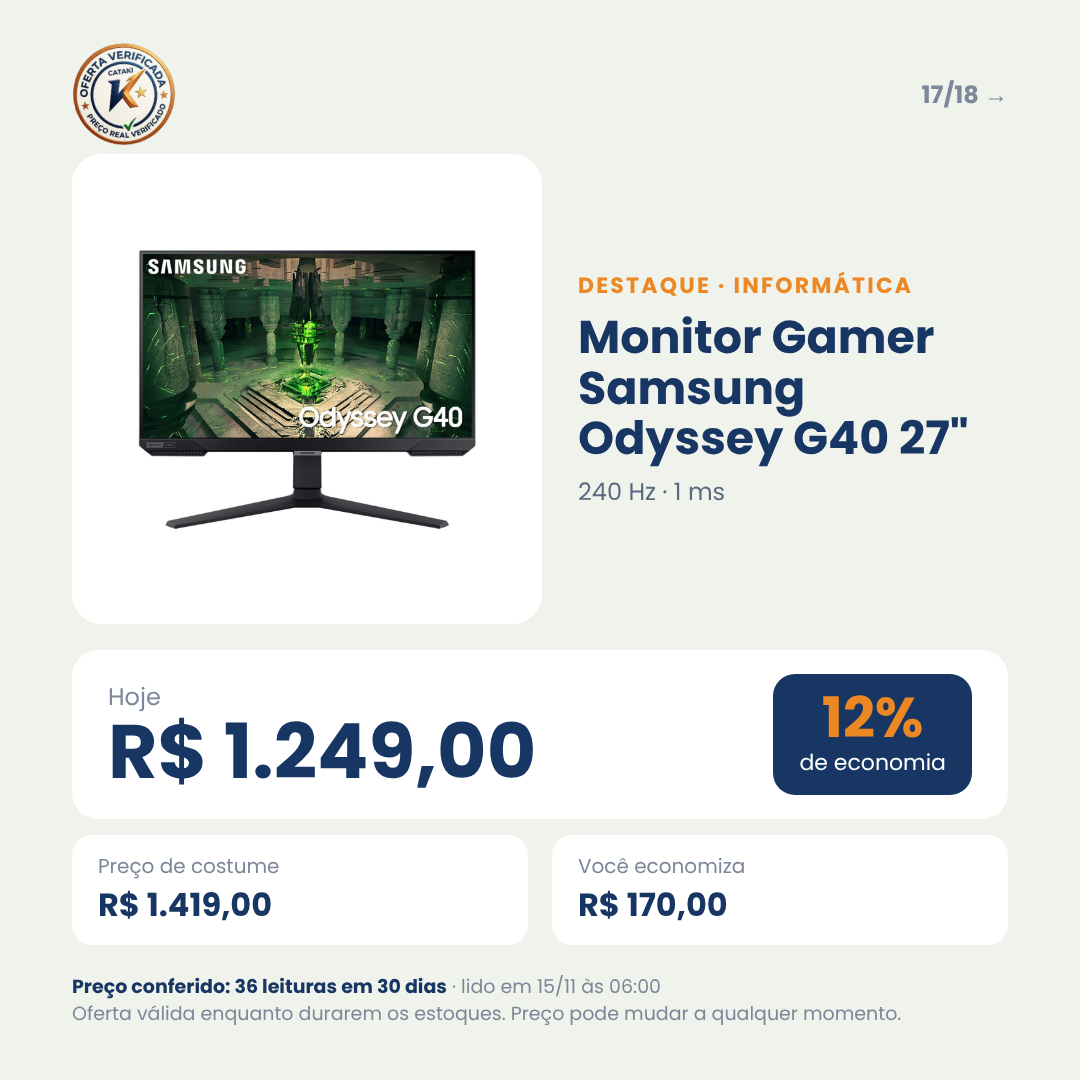 OFERTA VERIFICADA
CATAKI
K
PREÇO REAL VERIFICADO
17/18 →
SAMSUNG
Odyssey G40
DESTAQUE · INFORMÁTICA
Monitor Gamer
Samsung
Odyssey G40 27"
240 Hz · 1 ms
Hoje
R$ 1.249,00
12%
de economia
Preço de costume
R$ 1.419,00
Você economiza
R$ 170,00
Preço conferido: 36 leituras em 30 dias · lido em 15/11 às 06:00
Oferta válida enquanto durarem os estoques. Preço pode mudar a qualquer momento.